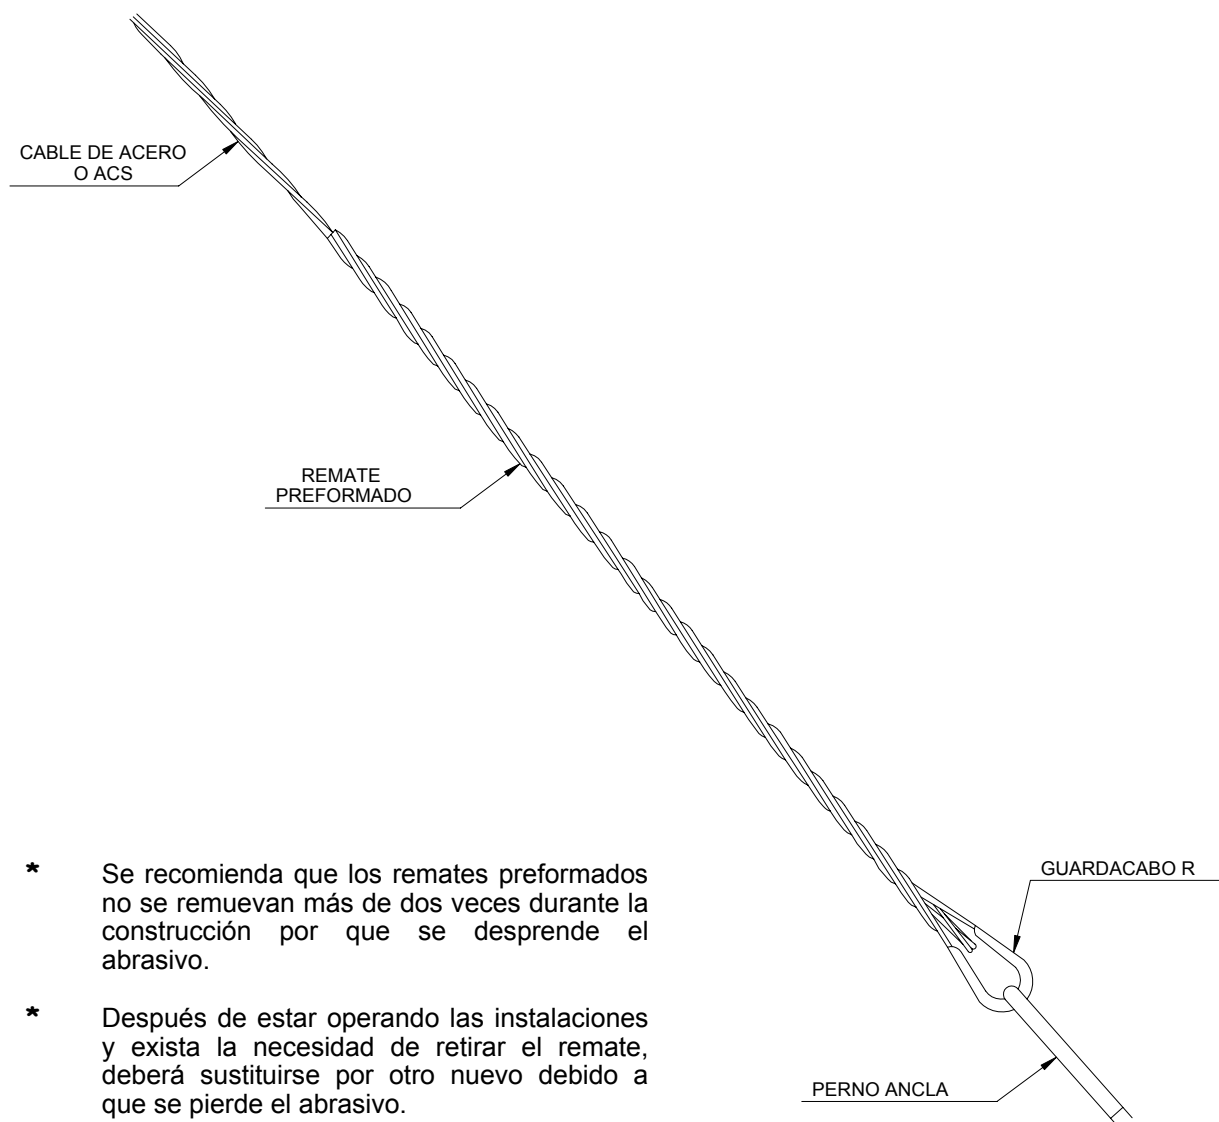 CABLE DE ACERO
O ACS
REMATE
PREFORMADO
GUARDACABO R
PERNO ANCLA
* Se recomienda que los remates preformados
no se remuevan más de dos veces durante la
construcción por que se desprende el
abrasivo.
* Después de estar operando las instalaciones
y exista la necesidad de retirar el remate,
deberá sustituirse por otro nuevo debido a
que se pierde el abrasivo.